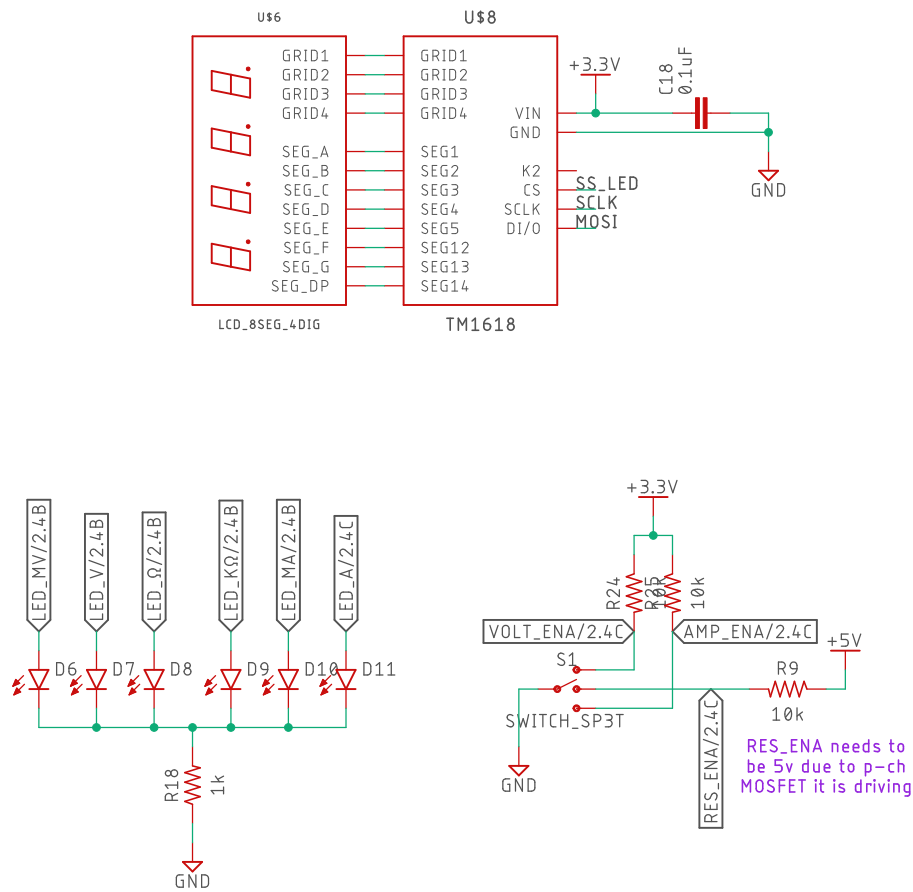 U$6
U$8
GRID1
GRID2
GRID3
GRID4
SEG_A
SEG_B
SEG_C
SEG_D
SEG_E
SEG_F
SEG_G
SEG_DP
LCD_8SEG_4DIG
GRID1
GRID2
GRID3
GRID4
SEG1
SEG2
SEG3
SEG4
SEG5
SEG12
SEG13
SEG14
VIN
GND
K2
CS
SCLK
DI/O
TM1618
SS_LED
SCLK
MOSI
+3.3V
C18
0.1uF
GND
LED_MV/2.4B
LED_V/2.4B
LED_Ω/2.4B
LED_KΩ/2.4B
LED_MA/2.4B
LED_A/2.4C
D6
D7
D8
D9
D10
D11
R18
1k
GND
+3.3V
R24
10k
R25
10k
VOLT_ENA/2.4C
AMP_ENA/2.4C
+5V
S1
R9
10k
SWITCH_SP3T
GND
RES_ENA/2.4C
RES_ENA needs to
be 5v due to p-ch
MOSFET it is driving